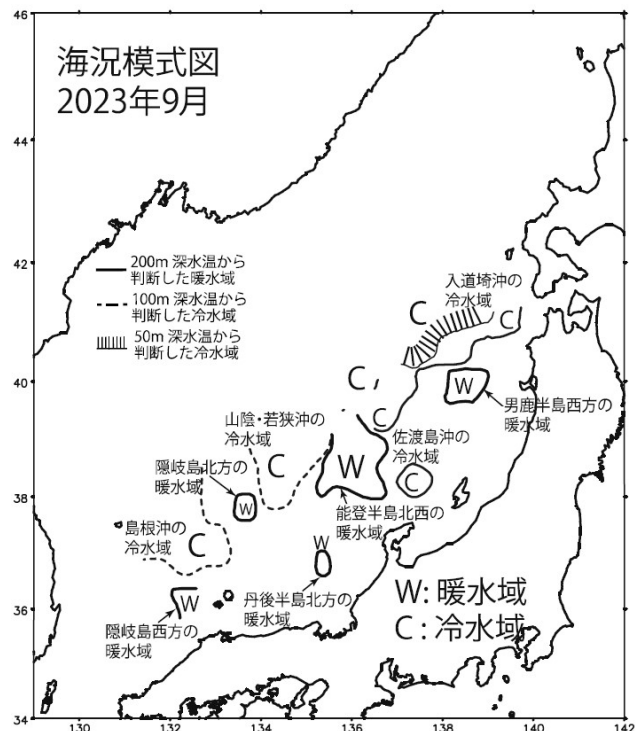 海況模式図
2023年9月
200m 深水温から
判断した暖水域
100m 深水温から
判断した冷水域
50m 深水温から
判断した冷水域
入道埼沖の
冷水域
C
C
C
W
男鹿半島西方の
暖水域
山陰・若狭沖の
冷水域
C
佐渡島沖の
冷水域
C
W
C
隠岐島北方の
暖水域
W
能登半島北西の
暖水域
島根沖の
冷水域
C
W
丹後半島北方の
暖水域
W
隠岐島西方の
暖水域
W: 暖水域
C: 冷水域
46
44
42
40
38
36
34
130
132
134
136
138
140
142